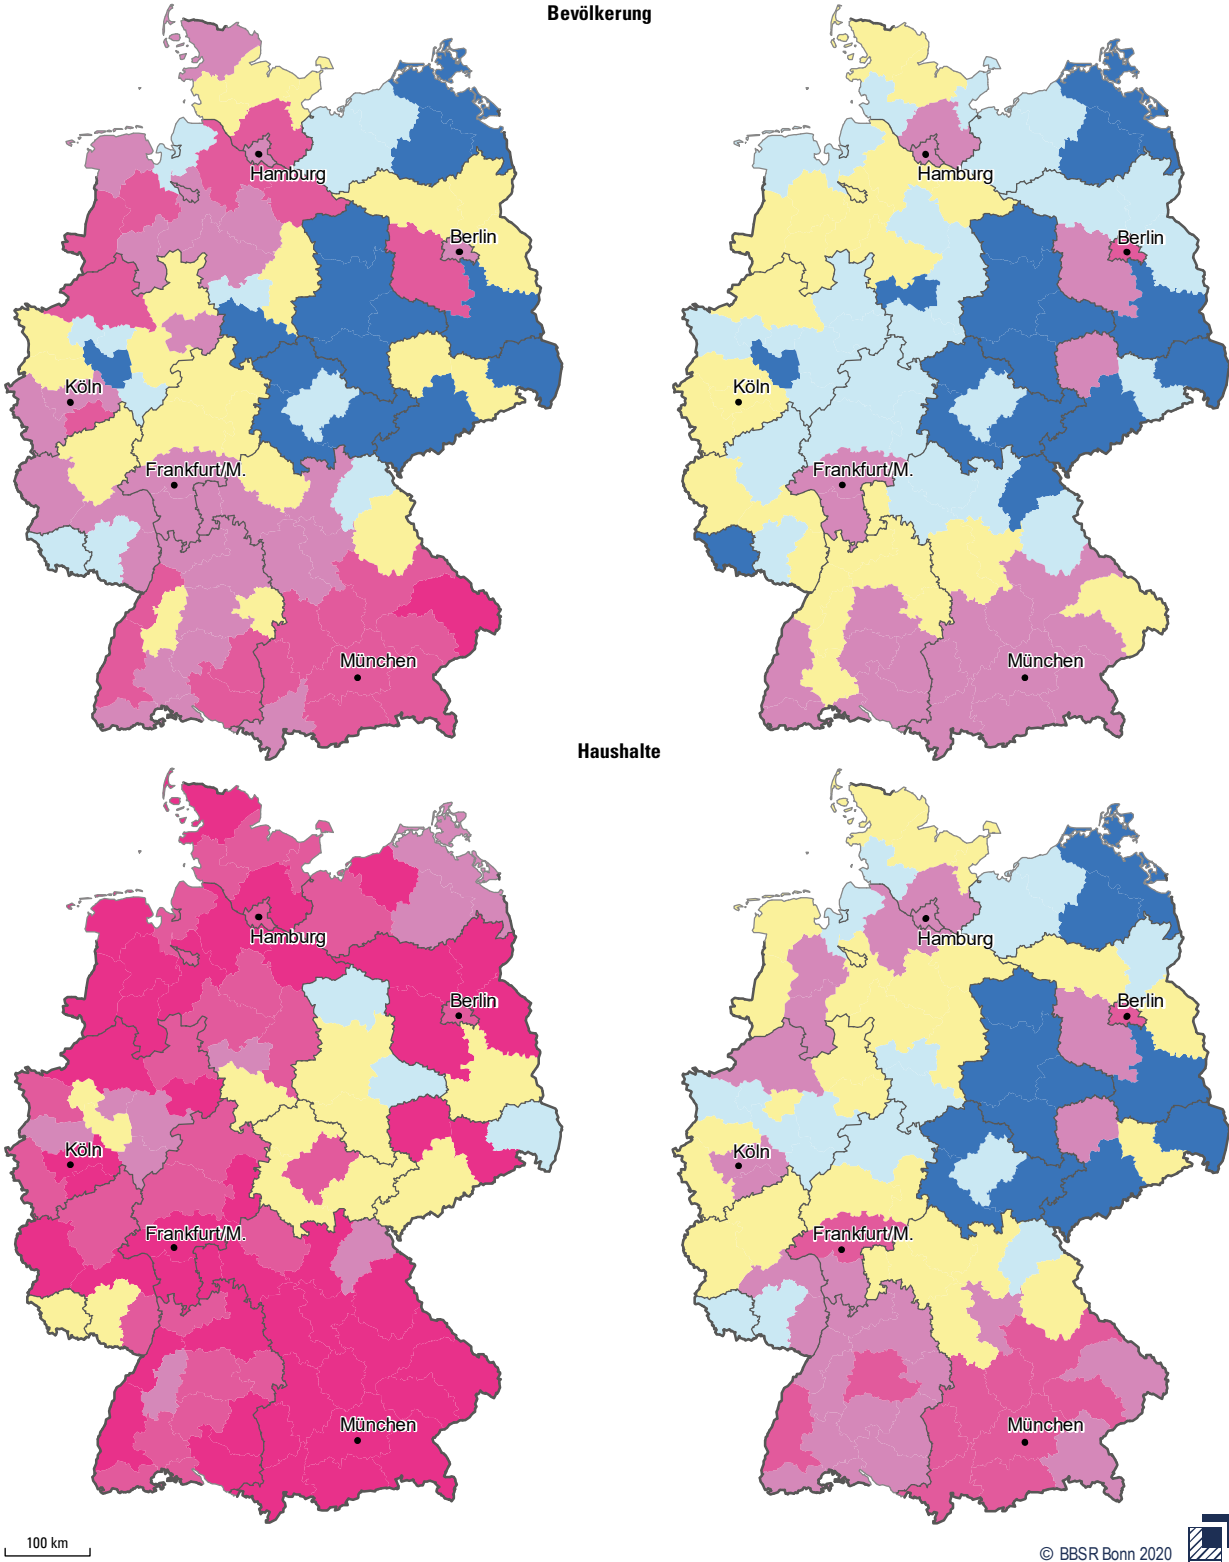 Bevölkerung
Hamburg
Berlin
Köln
Frankfurt/M.
München
Hamburg
Berlin
Köln
Frankfurt/M.
München
Haushalte
Hamburg
Berlin
Köln
Frankfurt/M.
München
Hamburg
Berlin
Köln
Frankfurt/M.
München
100 km
© BBSR Bonn 2020